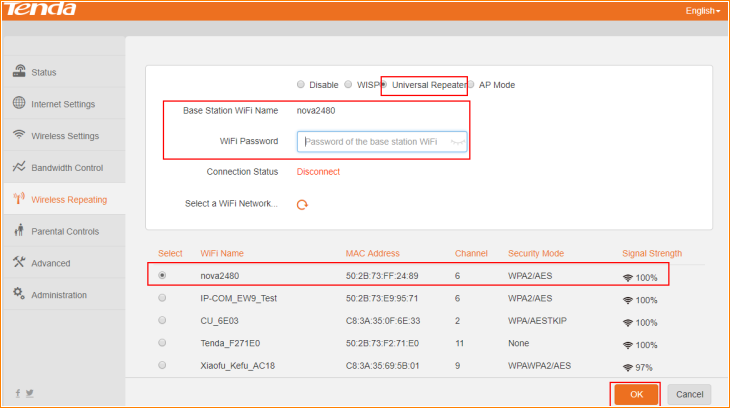 Tenda
English
Status
Internet Settings
Wireless Settings
Bandwidth Control
Wireless Repeating
Parental Controls
Advanced
Administration
Disable WISP Universal Repeater AP Mode
Base Station WiFi Name nova2480
WiFi Password Password of the base station WiFi
Connection Status Disconnect
Select a WiFi Network...
Select WiFi Name MAC Address Channel Security Mode Signal Strength
nova2480 50:2B:73:FF:24:89 6 WPA2/AES 100%
IP-COM_EW9_Test 50:2B:73:E9:95:71 6 WPA2/AES 100%
CU_6E03 C8:3A:35:0F:6E:33 2 WPA/AESTKIP 100%
Tenda_F271E0 50:2B:73:F2:71:E0 11 None 100%
Xiaofu_Kefu_AC18 C8:3A:35:69:5B:01 9 WPAWPA2/AES 97%
OK Cancel